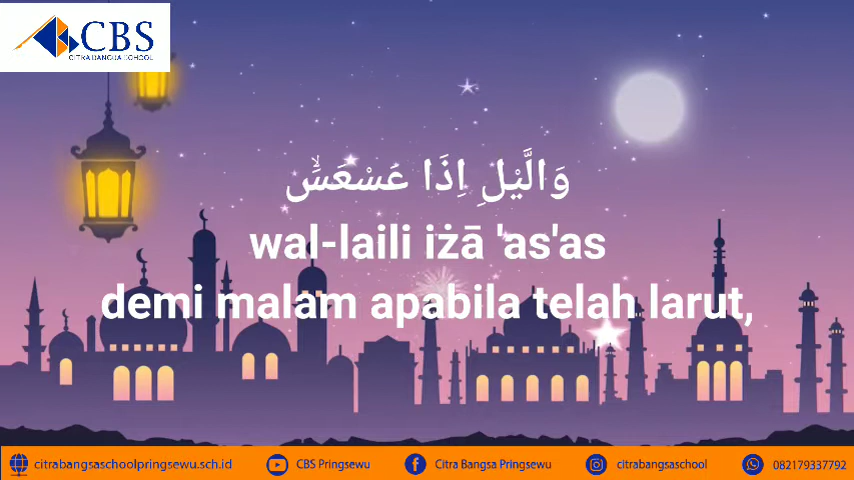 CBS
CITRA BANGSA SCHOOL
وَالَّيْلِ اِذَا عَسْعَسَۙ
wal-laili iżā 'as'as
demi malam apabila telah larut,
citrabangsaschoolpringsewu.sch.id CBS Pringsewu Citra Bangsa Pringsewu citrabangsaschool 082179337792